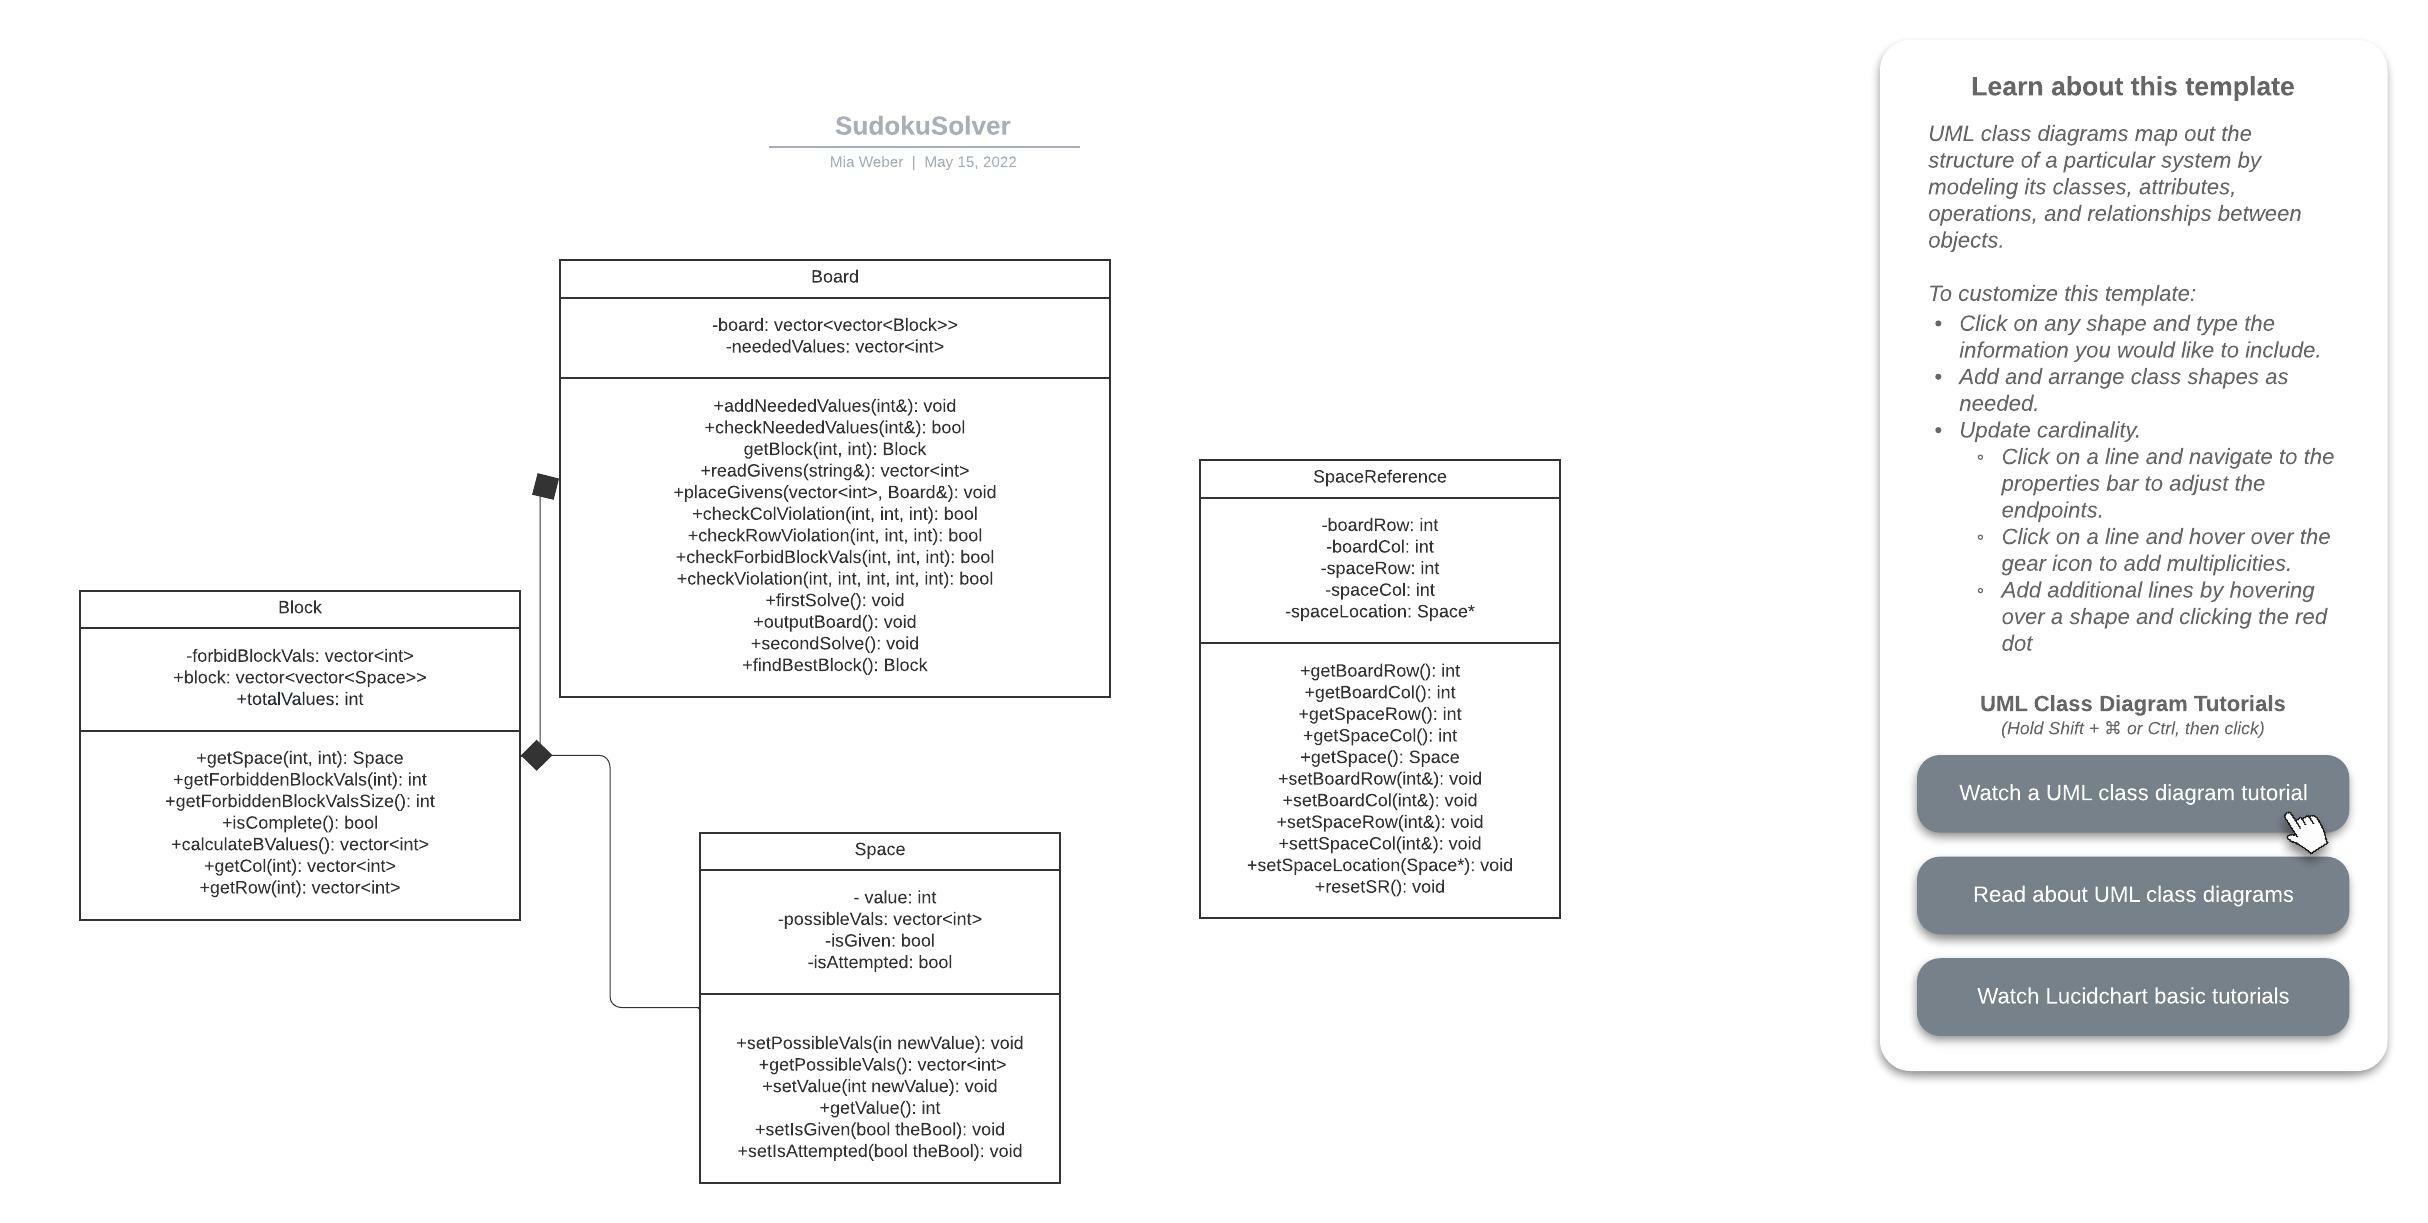 SudokuSolver
Mia Weber | May 15, 2022
Board
-board: vector<vector<Block>>
-neededValues: vector<int>
+addNeededValues(int&): void
+checkNeededValues(int&): bool
getBlock(int, int): Block
+readGivens(string&): vector<int>
+placeGivens(vector<int>, Board&): void
+checkColViolation(int, int, int): bool
+checkRowViolation(int, int, int): bool
+checkForbidBlockVals(int, int, int): bool
+checkViolation(int, int, int, int, int): bool
+firstSolve(): void
+outputBoard(): void
+secondSolve(): void
+findBestBlock(): Block
Block
-forbidBlockVals: vector<int>
+block: vector<vector<Space>>
+totalValues: int
+getSpace(int, int): Space
+getForbiddenBlockVals(int): int
+getForbiddenBlockValsSize(): int
+isComplete(): bool
+calculateBValues(): vector<int>
+getCol(int): vector<int>
+getRow(int): vector<int>
Space
- value: int
-possibleVals: vector<int>
-isGiven: bool
-isAttempted: bool
+setPossibleVals(in newValue): void
+getPossibleVals(): vector<int>
+setValue(int newValue): void
+getValue(): int
+setIsGiven(bool theBool): void
+setIsAttempted(bool theBool): void
SpaceReference
-boardRow: int
-boardCol: int
-spaceRow: int
-spaceCol: int
-spaceLocation: Space*
+getBoardRow(): int
+getBoardCol(): int
+getSpaceRow(): int
+getSpaceCol(): int
+getSpace(): Space
+setBoardRow(int&): void
+setBoardCol(int&): void
+setSpaceRow(int&): void
+settSpaceCol(int&): void
+setSpaceLocation(Space*): void
+resetSR(): void
Learn about this template
UML class diagrams map out the
structure of a particular system by
modeling its classes, attributes,
operations, and relationships between
objects.
To customize this template:
• Click on any shape and type the
information you would like to include.
• Add and arrange class shapes as
needed.
• Update cardinality.
◦ Click on a line and navigate to the
properties bar to adjust the
endpoints.
◦ Click on a line and hover over the
gear icon to add multiplicities.
◦ Add additional lines by hovering
over a shape and clicking the red
dot
UML Class Diagram Tutorials
(Hold Shift + ⌘ or Ctrl, then click)
Watch a UML class diagram tutorial
Read about UML class diagrams
Watch Lucidchart basic tutorials